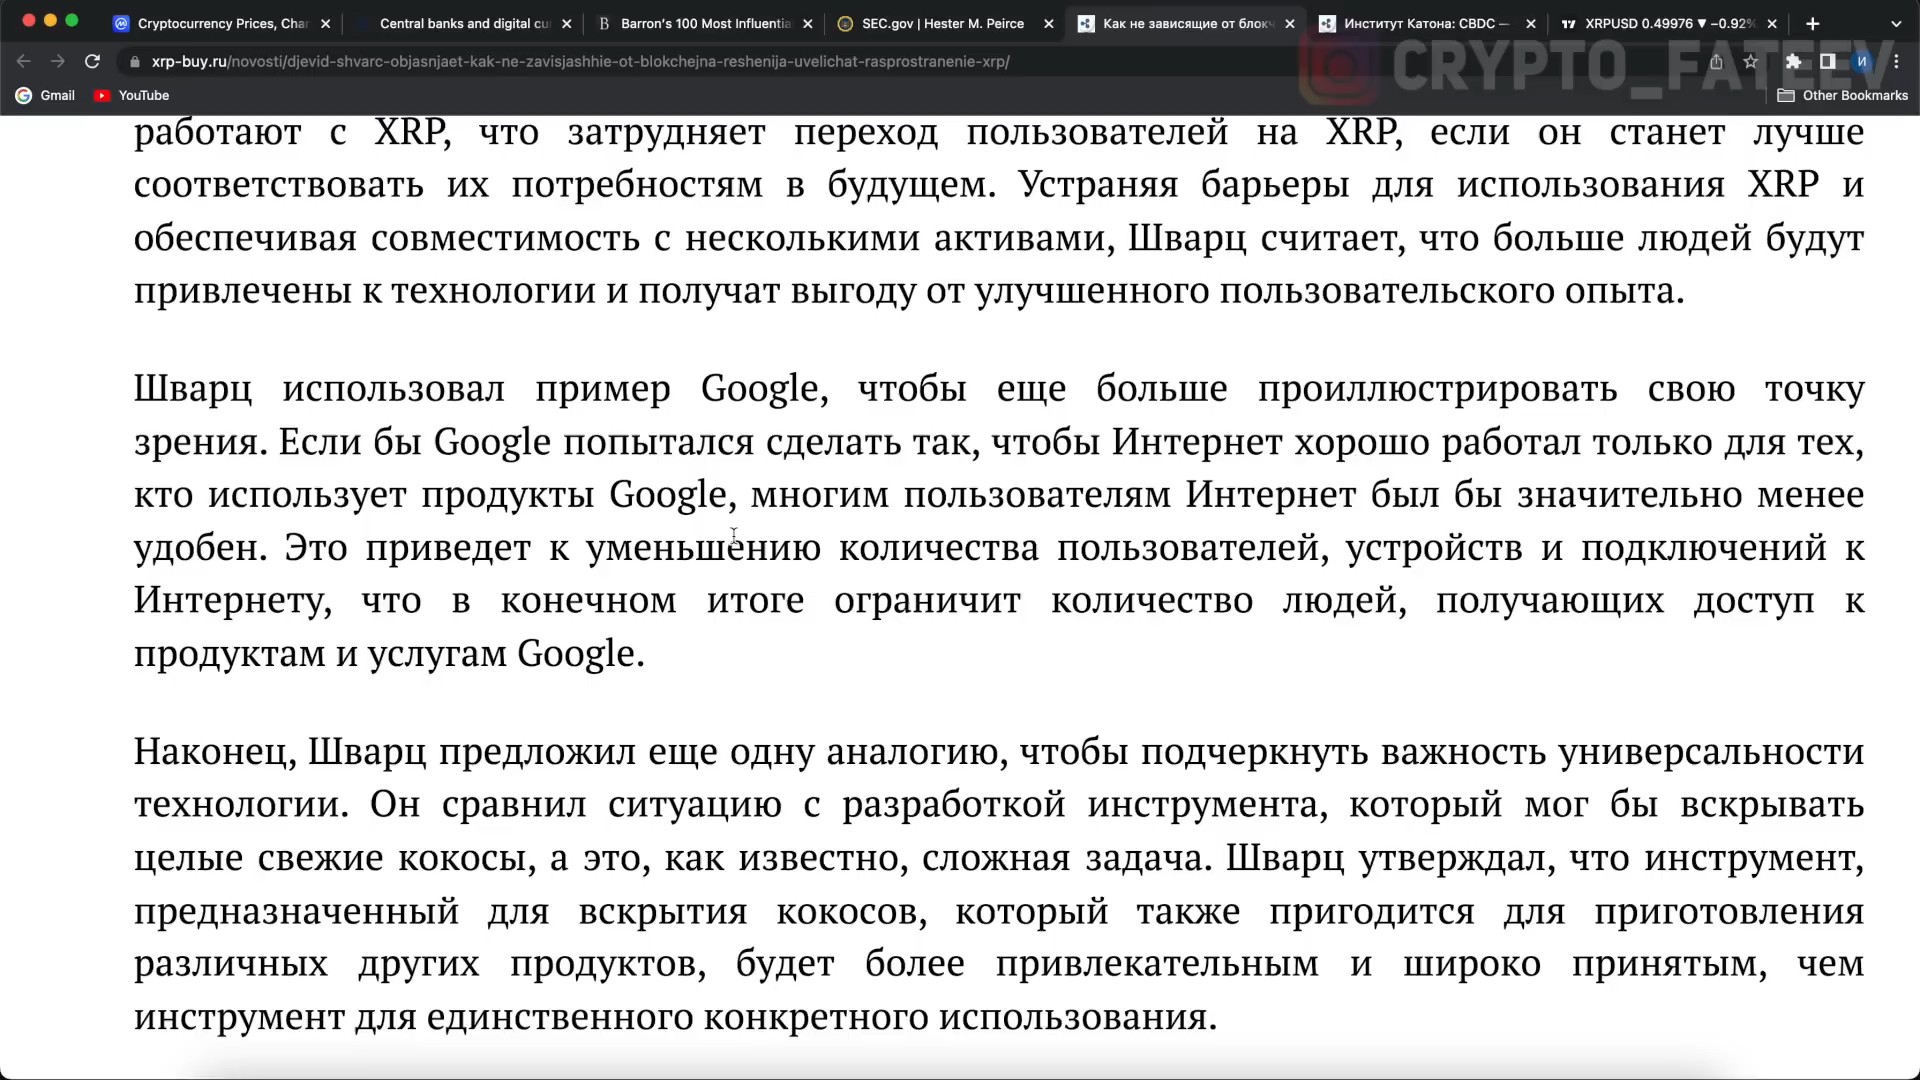 Cryptocurrency Prices, Char
Central banks and digital cu
Barron's 100 Most Influentia
SEC.gov | Hester M. Peirce
Как не зависящие от блокч
Институт Катона: CBDC —
XRPUSD 0.49976 ▼ −0.92%
xrp-buy.ru/novosti/djevid-shvarc-objasnjaet-kak-ne-zavisjashhie-ot-blokchejna-reshenija-uvelichat-rasprostranenie-xrp/
CRYPTO_FATEEV
И
Gmail
YouTube
Other Bookmarks
работают с XRP, что затрудняет переход пользователей на XRP, если он станет лучше
соответствовать их потребностям в будущем. Устраняя барьеры для использования XRP и
обеспечивая совместимость с несколькими активами, Шварц считает, что больше людей будут
привлечены к технологии и получат выгоду от улучшенного пользовательского опыта.
Шварц использовал пример Google, чтобы еще больше проиллюстрировать свою точку
зрения. Если бы Google попытался сделать так, чтобы Интернет хорошо работал только для тех,
кто использует продукты Google, многим пользователям Интернет был бы значительно менее
удобен. Это приведет к уменьшению количества пользователей, устройств и подключений к
Интернету, что в конечном итоге ограничит количество людей, получающих доступ к
продуктам и услугам Google.
Наконец, Шварц предложил еще одну аналогию, чтобы подчеркнуть важность универсальности
технологии. Он сравнил ситуацию с разработкой инструмента, который мог бы вскрывать
целые свежие кокосы, а это, как известно, сложная задача. Шварц утверждал, что инструмент,
предназначенный для вскрытия кокосов, который также пригодится для приготовления
различных других продуктов, будет более привлекательным и широко принятым, чем
инструмент для единственного конкретного использования.